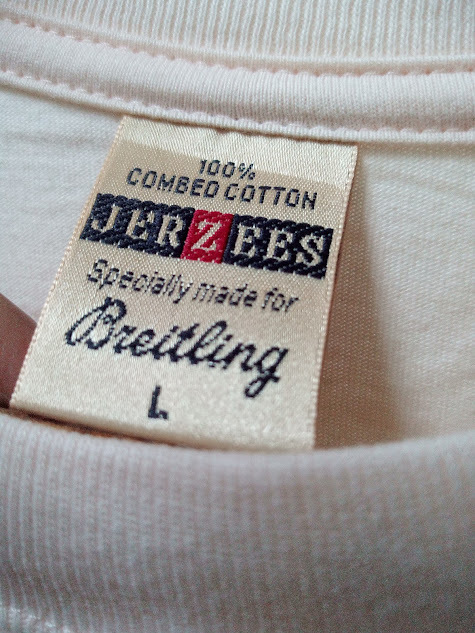 100%
COMBED COTTON
JERZEES
Specially made for
Breitling
L